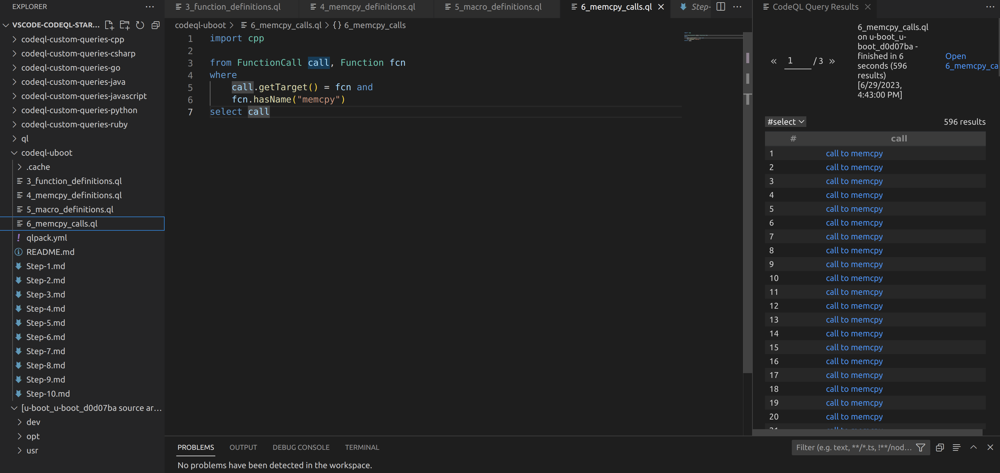 EXPLORER
VSCODE-CODEQL-STAR...
codeql-custom-queries-cpp
codeql-custom-queries-csharp
codeql-custom-queries-go
codeql-custom-queries-java
codeql-custom-queries-javascript
codeql-custom-queries-python
codeql-custom-queries-ruby
ql
codeql-uboot
.cache
3_function_definitions.ql
4_memcpy_definitions.ql
5_macro_definitions.ql
6_memcpy_calls.ql
qlpack.yml
README.md
Step-1.md
Step-2.md
Step-3.md
Step-4.md
Step-5.md
Step-6.md
Step-7.md
Step-8.md
Step-9.md
Step-10.md
[u-boot_u-boot_d0d07ba source ar...
dev
opt
usr
3_function_definitions.ql
4_memcpy_definitions.ql
5_macro_definitions.ql
6_memcpy_calls.ql
Step-
codeql-uboot > 6_memcpy_calls.ql > {} 6_memcpy_calls
1 import cpp
2
3 from FunctionCall call, Function fcn
4 where
5 call.getTarget() = fcn and
6 fcn.hasName("memcpy")
7 select call
PROBLEMS
OUTPUT
DEBUG CONSOLE
TERMINAL
Filter (e.g. text, **/*.ts, !**/nod...
No problems have been detected in the workspace.
CodeQL Query Results
« 1 / 3 »
6_memcpy_calls.ql
on u-boot_u-
boot_d0d07ba -
finished in 6
seconds (596
results)
[6/29/2023,
4:43:00 PM]
Open
6_memcpy_ca
#select
596 results
# call
1 call to memcpy
2 call to memcpy
3 call to memcpy
4 call to memcpy
5 call to memcpy
6 call to memcpy
7 call to memcpy
8 call to memcpy
9 call to memcpy
10 call to memcpy
11 call to memcpy
12 call to memcpy
13 call to memcpy
14 call to memcpy
15 call to memcpy
16 call to memcpy
17 call to memcpy
18 call to memcpy
19 call to memcpy
20 call to memcpy